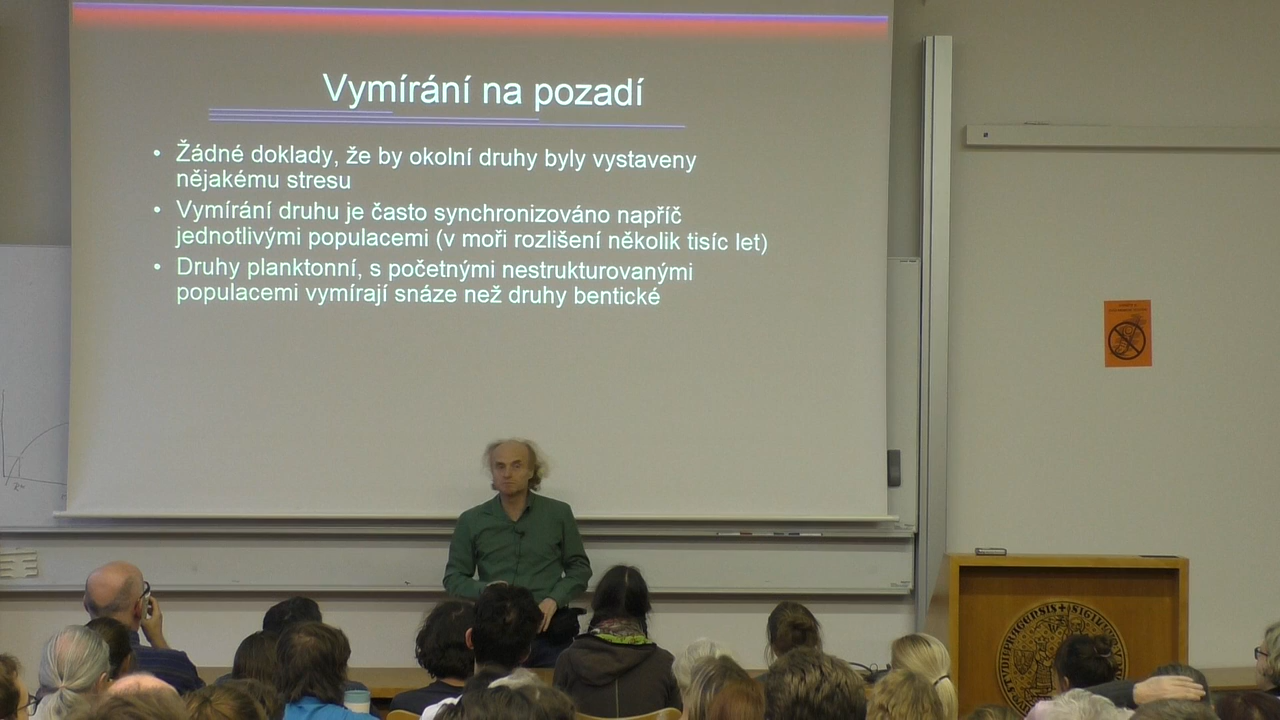 Vymírání na pozadí
• Žádné doklady, že by okolní druhy byly vystaveny
nějakému stresu
• Vymírání druhu je často synchronizováno napříč
jednotlivými populacemi (v moři rozlišení několik tisíc let)
• Druhy planktonní, s početnými nestrukturovanými
populacemi vymírají snáze než druhy bentické